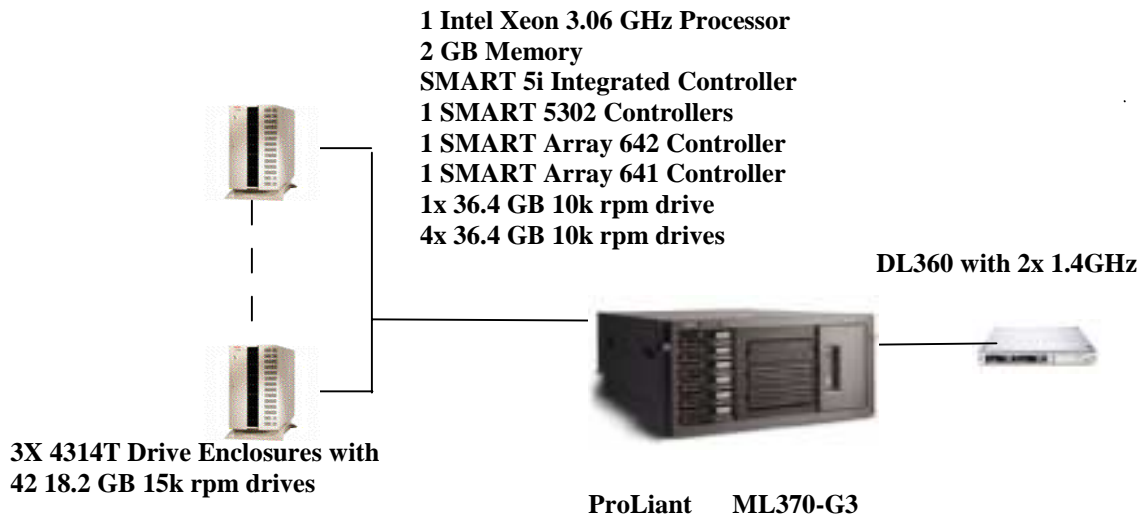 1 Intel Xeon 3.06 GHz Processor
2 GB Memory
SMART 5i Integrated Controller
1 SMART 5302 Controllers
1 SMART Array 642 Controller
1 SMART Array 641 Controller
1x 36.4 GB 10k rpm drive
4x 36.4 GB 10k rpm drives
DL360 with 2x 1.4GHz
3X 4314T Drive Enclosures with
42 18.2 GB 15k rpm drives
ProLiant ML370-G3